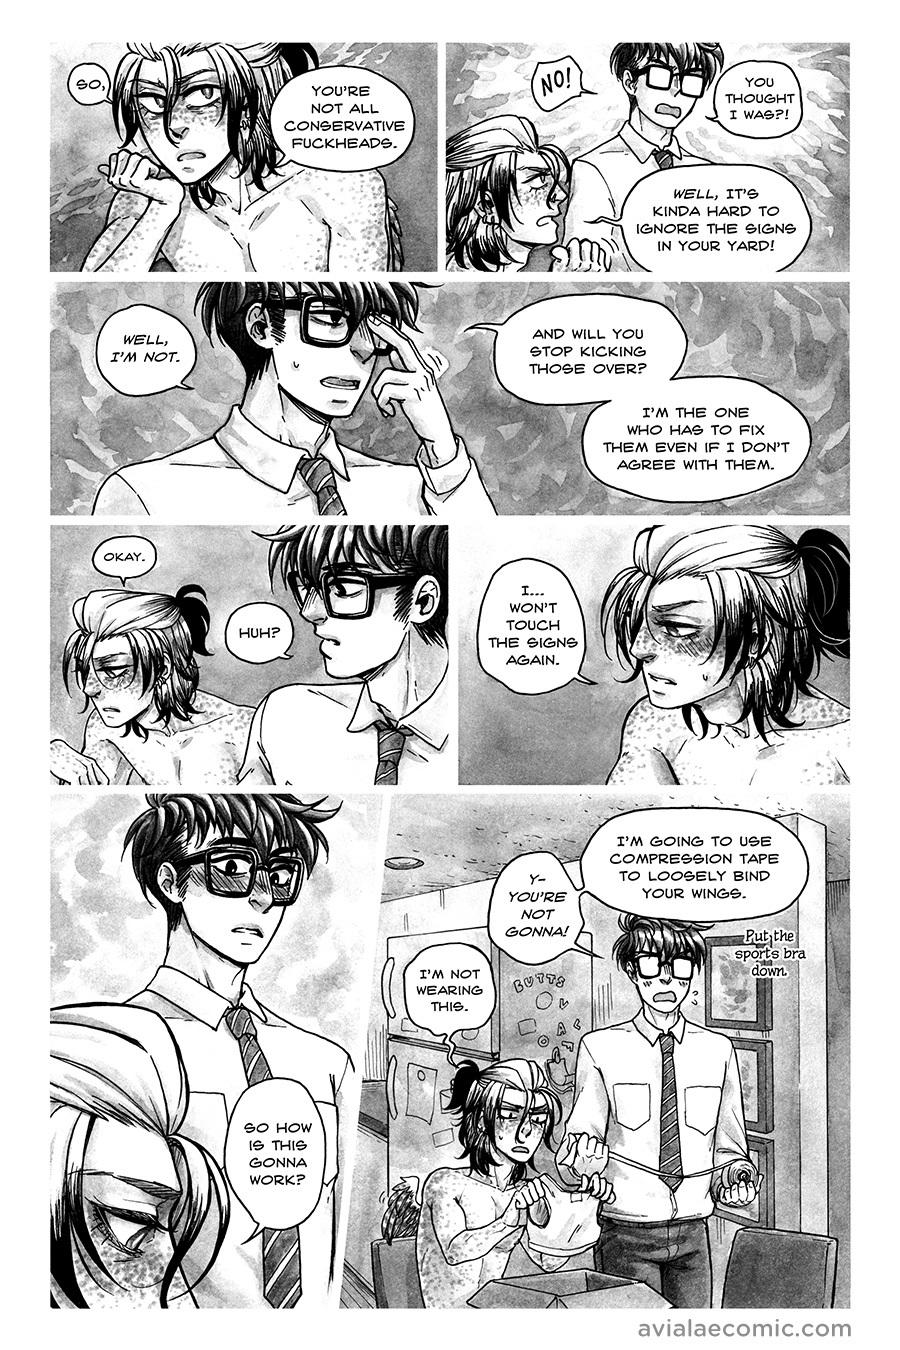 SO,
YOU'RE
NOT ALL
CONSERVATIVE
FUCKHEADS.
NO!
YOU
THOUGHT
I WAS?!
WELL, IT'S
KINDA HARD TO
IGNORE THE SIGNS
IN YOUR YARD!
WELL,
I'M NOT.
AND WILL YOU
STOP KICKING
THOSE OVER?
I'M THE ONE
WHO HAS TO FIX
THEM EVEN IF I DON'T
AGREE WITH THEM.
OKAY.
HUH?
I...
WON'T
TOUCH
THE SIGNS
AGAIN.
SO HOW
IS THIS
GONNA
WORK?
I'M GOING TO USE
COMPRESSION TAPE
TO LOOSELY BIND
YOUR WINGS.
Y-
YOU'RE
NOT
GONNA!
Put the
sports bra
down.
I'M NOT
WEARING
THIS.
BUTTS
avialaecomic.com